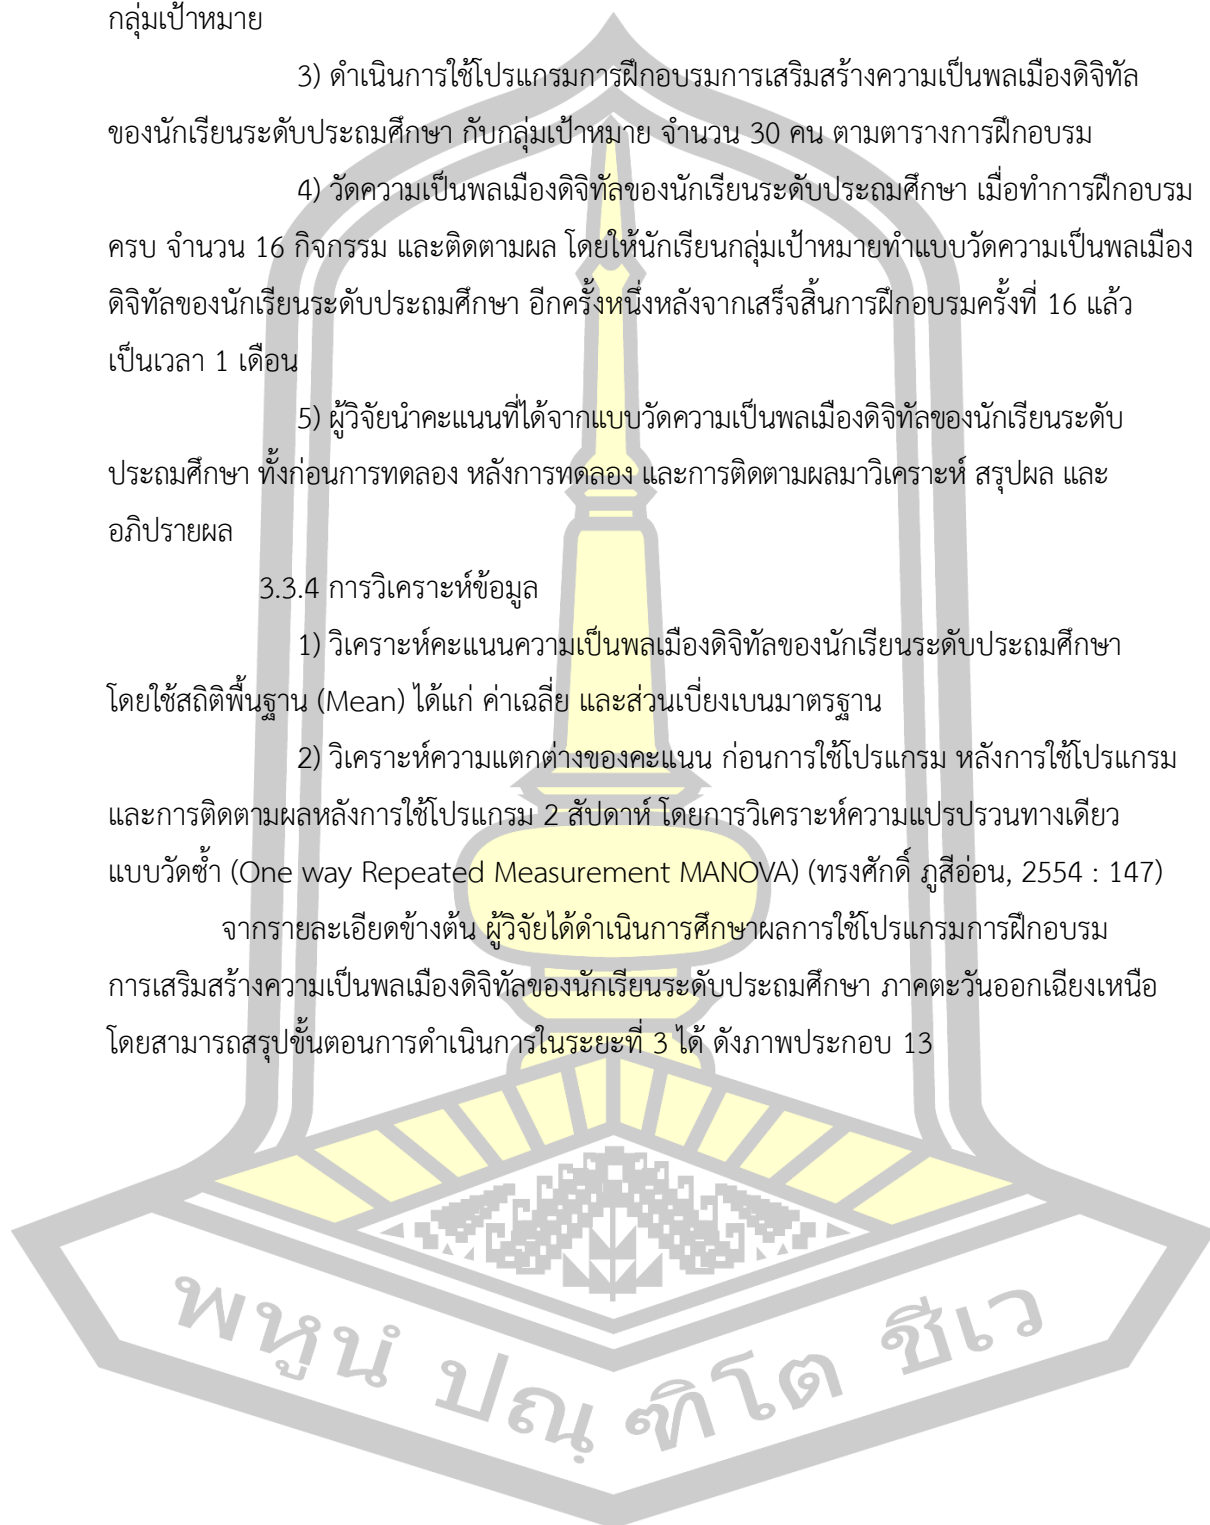 กลุ่มเป้าหมาย
3) ดำเนินการใช้โปรแกรมการฝึกอบรมการเสริมสร้างความเป็นพลเมืองดิจิทัล
ของนักเรียนระดับประถมศึกษา กับกลุ่มเป้าหมาย จำนวน 30 คน ตามตารางการฝึกอบรม
4) วัดความเป็นพลเมืองดิจิทัลของนักเรียนระดับประถมศึกษา เมื่อทำการฝึกอบรม
ครบ จำนวน 16 กิจกรรม และติดตามผล โดยให้นักเรียนกลุ่มเป้าหมายทำแบบวัดความเป็นพลเมือง
ดิจิทัลของนักเรียนระดับประถมศึกษา อีกครั้งหนึ่งหลังจากเสร็จสิ้นการฝึกอบรมครั้งที่ 16 แล้ว
เป็นเวลา 1 เดือน
5) ผู้วิจัยนำคะแนนที่ได้จากแบบวัดความเป็นพลเมืองดิจิทัลของนักเรียนระดับ
ประถมศึกษา ทั้งก่อนการทดลอง หลังการทดลอง และการติดตามผลมาวิเคราะห์ สรุปผล และ
อภิปรายผล
3.3.4 การวิเคราะห์ข้อมูล
1) วิเคราะห์คะแนนความเป็นพลเมืองดิจิทัลของนักเรียนระดับประถมศึกษา
โดยใช้สถิติพื้นฐาน (Mean) ได้แก่ ค่าเฉลี่ย และส่วนเบี่ยงเบนมาตรฐาน
2) วิเคราะห์ความแตกต่างของคะแนน ก่อนการใช้โปรแกรม หลังการใช้โปรแกรม
และการติดตามผลหลังการใช้โปรแกรม 2 สัปดาห์ โดยการวิเคราะห์ความแปรปรวนทางเดียว
แบบวัดซ้ำ (One way Repeated Measurement MANOVA) (ทรงศักดิ์ ภูสีอ่อน, 2554 : 147)
จากรายละเอียดข้างต้น ผู้วิจัยได้ดำเนินการศึกษาผลการใช้โปรแกรมการฝึกอบรม
การเสริมสร้างความเป็นพลเมืองดิจิทัลของนักเรียนระดับประถมศึกษา ภาคตะวันออกเฉียงเหนือ
โดยสามารถสรุปขั้นตอนการดำเนินการในระยะที่ 3 ได้ ดังภาพประกอบ 13
พหูนํ ปณฺฑิโต ชีเว